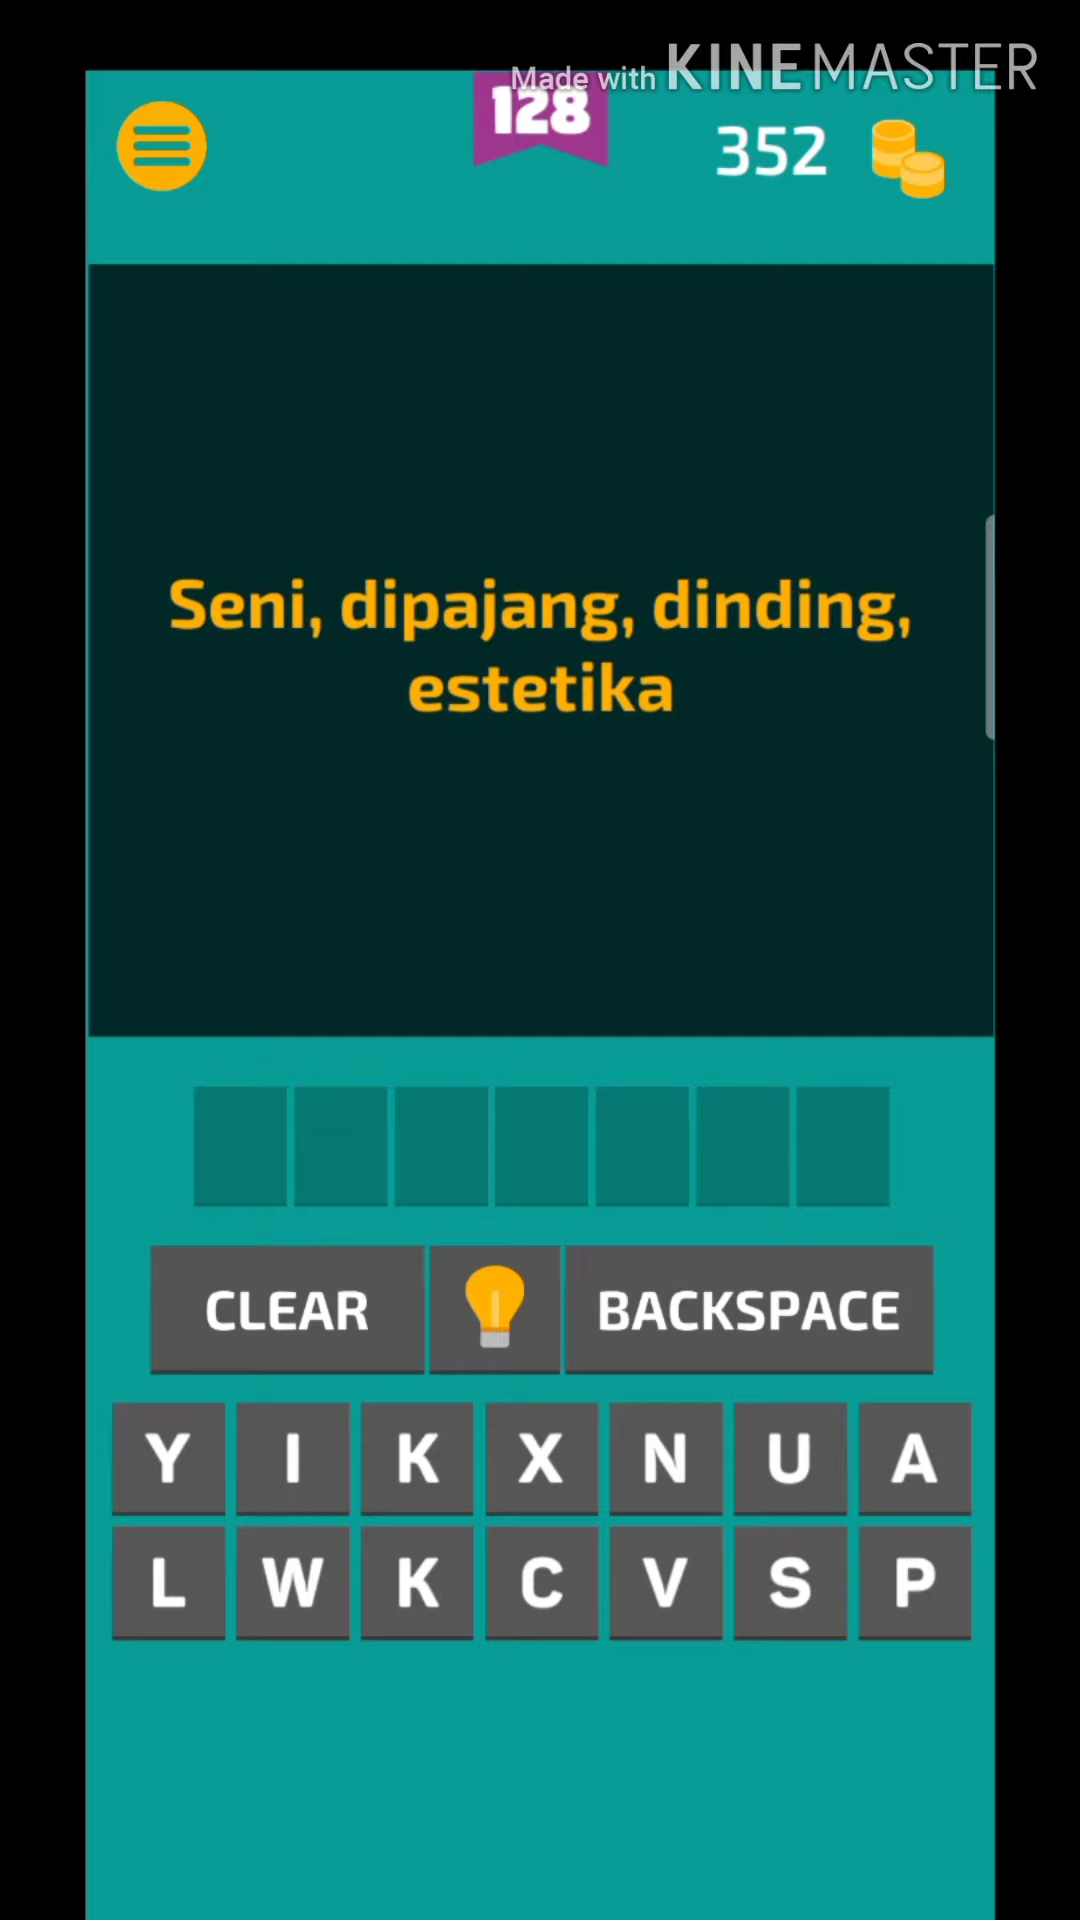 Made with KINEMASTER
128
352
Seni, dipajang, dinding,
estetika
CLEAR BACKSPACE
Y I K X N U A
L W K C V S P